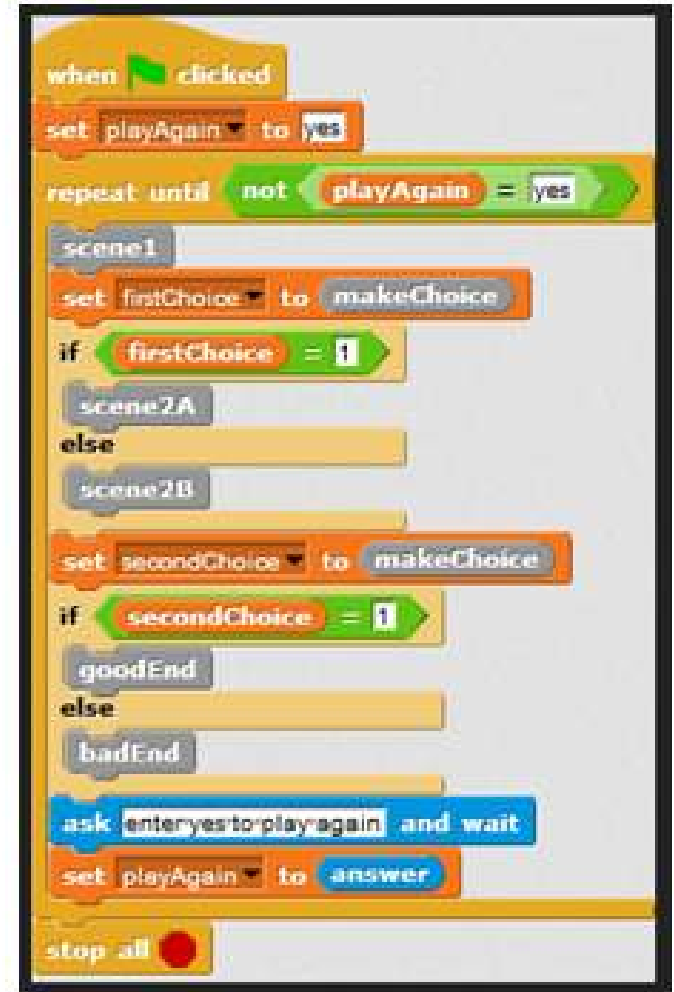 when clicked
set playAgain to yes
repeat until not playAgain = yes
scene1
set firstChoice to makeChoice
if firstChoice = 1
scene2A
else
scene2B
set secondChoice to makeChoice
if secondChoice = 1
goodEnd
else
badEnd
ask enter yes to play again and wait
set playAgain to answer
stop all